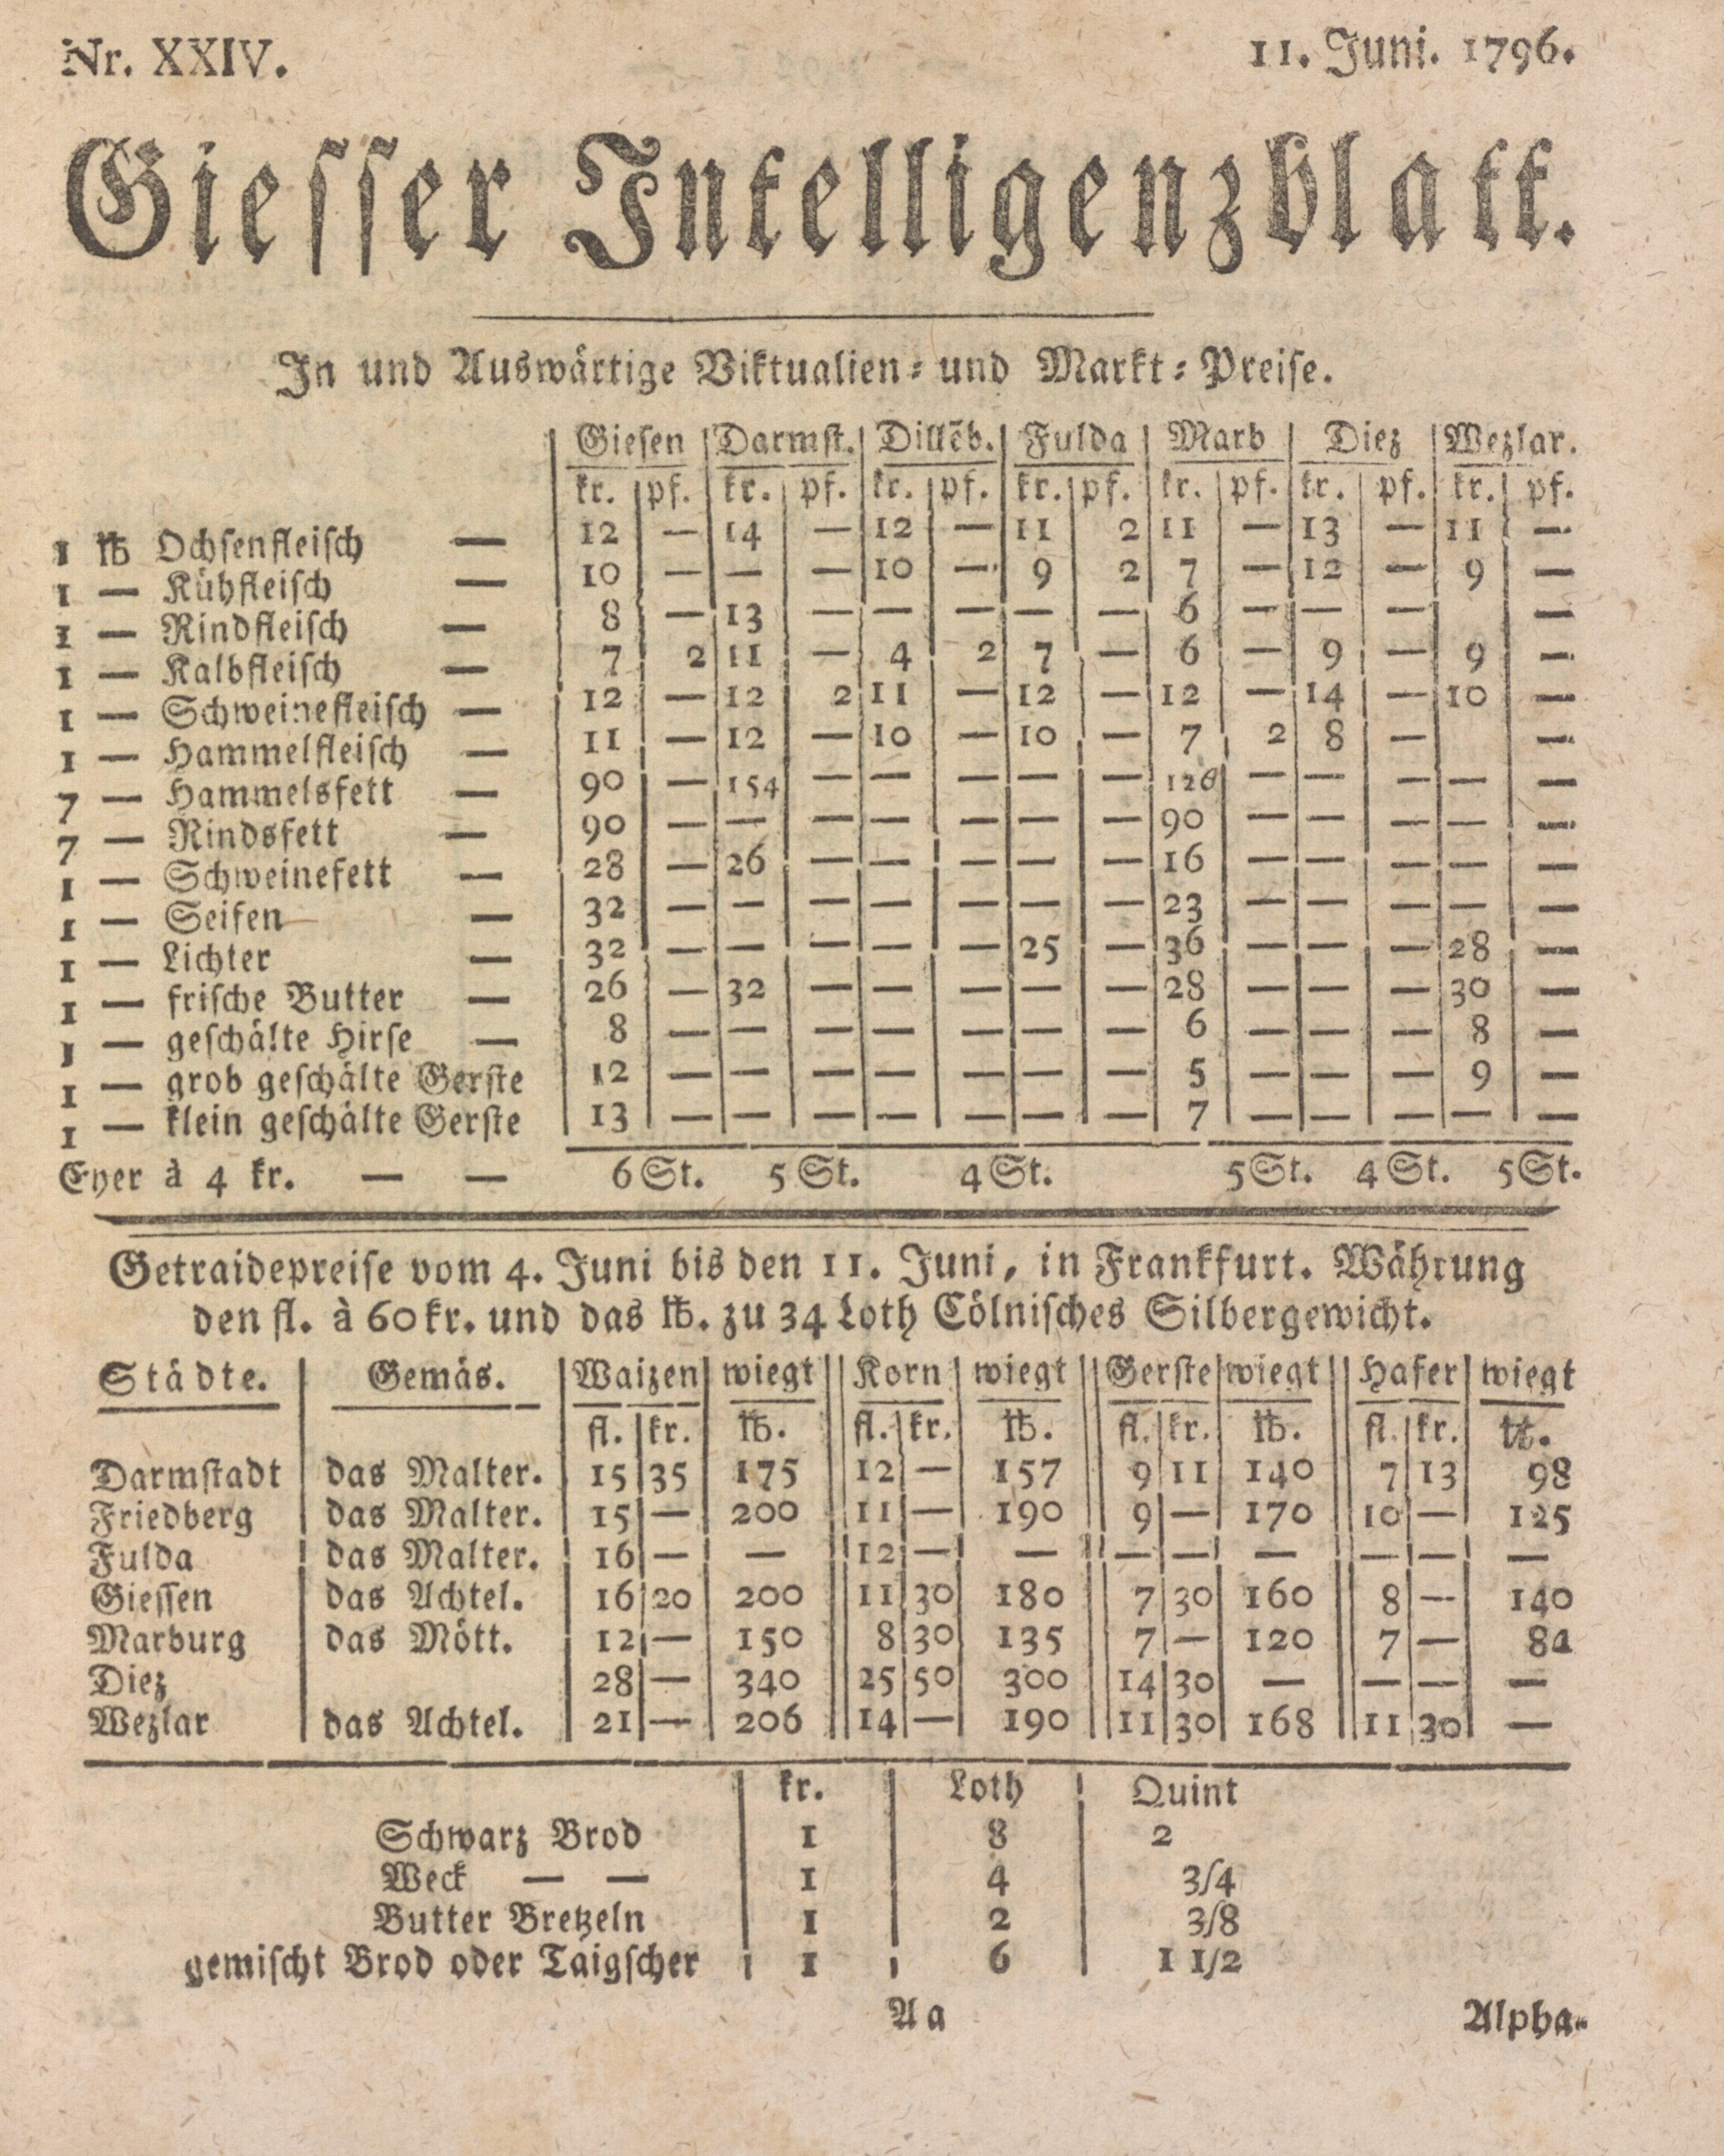 Nr. XXIV. 11. Juni. 1796.
Giesser Intelligenzblatt.
In und Auswärtige Viktualien- und Markt-Preise.
Giesen | Darmst. | Dillēb. | Fulda | Marb | Diez | Wezlar.
kr. | pf. | kr. | pf. | kr. | pf. | kr. | pf. | kr. | pf. | kr. | pf. | kr. | pf.
1 ℔ Ochsenfleisch — 12 | — | 14 | — | 12 | — | 11 | 2 | 11 | — | 13 | — | 11 | —
1 — Kühfleisch — 10 | — | — | — | 10 | — | 9 | 2 | 7 | — | 12 | — | 9 | —
1 — Rindfleisch — 8 | — | 13 | — | — | — | — | — | 6 | — | — | — | | —
1 — Kalbfleisch — 7 | 2 | 11 | — | 4 | 2 | 7 | — | 6 | — | 9 | — | 9 | —
1 — Schweinefleisch — 12 | — | 12 | 2 | 11 | — | 12 | — | 12 | — | 14 | — | 10 | —
1 — Hammelfleisch — 11 | — | 12 | — | 10 | — | 10 | — | 7 | 2 | 8 | — | | —
7 — Hammelsfett — 90 | — | 154 | — | — | — | — | — | 126 | — | — | — | — | —
7 — Rindsfett — 90 | — | — | — | — | — | — | — | 90 | — | — | — | — | —
1 — Schweinefett — 28 | — | 26 | — | — | — | — | — | 16 | — | — | — | — | —
1 — Seifen — 32 | — | — | — | — | — | — | — | 23 | — | — | — | — | —
1 — Lichter — 32 | — | — | — | — | — | 25 | — | 36 | — | — | — | 28 | —
1 — frische Butter — 26 | — | 32 | — | — | — | — | — | 28 | — | — | — | 30 | —
1 — geschälte Hirse — 8 | — | — | — | — | — | — | — | 6 | — | — | — | 8 | —
1 — grob geschälte Gerste 12 | — | — | — | — | — | — | — | 5 | — | — | — | 9 | —
1 — klein geschälte Gerste 13 | — | — | — | — | — | — | — | 7 | — | — | — | — | —
Eyer à 4 kr. — — 6 St. 5 St. 4 St. 5 St. 4 St. 5 St.
Getraidepreise vom 4. Juni bis den 11. Juni, in Frankfurt. Währung
den fl. à 60 kr. und das ℔. zu 34 Loth Cölnisches Silbergewicht.
Städte. | Gemäs. | Waizen | wiegt || Korn | wiegt || Gerste | wiegt || Hafer | wiegt
fl. | kr. | ℔. || fl. | kr. | ℔. || fl. | kr. | ℔. || fl. | kr. | ℔.
Darmstadt | das Malter. | 15 | 35 | 175 || 12 | — | 157 || 9 | 11 | 140 || 7 | 13 | 98
Friedberg | das Malter. | 15 | — | 200 || 11 | — | 190 || 9 | — | 170 || 10 | — | 125
Fulda | das Malter. | 16 | — | — || 12 | — | — || — | — | — || — | — | —
Giessen | das Achtel. | 16 | 20 | 200 || 11 | 30 | 180 || 7 | 30 | 160 || 8 | — | 140
Marburg | das Mött. | 12 | — | 150 || 8 | 30 | 135 || 7 | — | 120 || 7 | —
Diez | | 28 | — | 340 || 25 | 50 | 300 || 14 | 30 | — || — | — | —
Wezlar | das Achtel. | 21 | — | 206 || 14 | — | 190 || 11 | 30 | 168 || 11 | 30 | —
kr. | Loth | Quint
Schwarz Brod | 1 | 8 | 2
Weck — — | 1 | 4 | 3/4
Butter Bretzeln | 1 | 2 | 3/8
gemischt Brod oder Taigscher | 1 | 6 | 1 1/2
Aa Alpha-